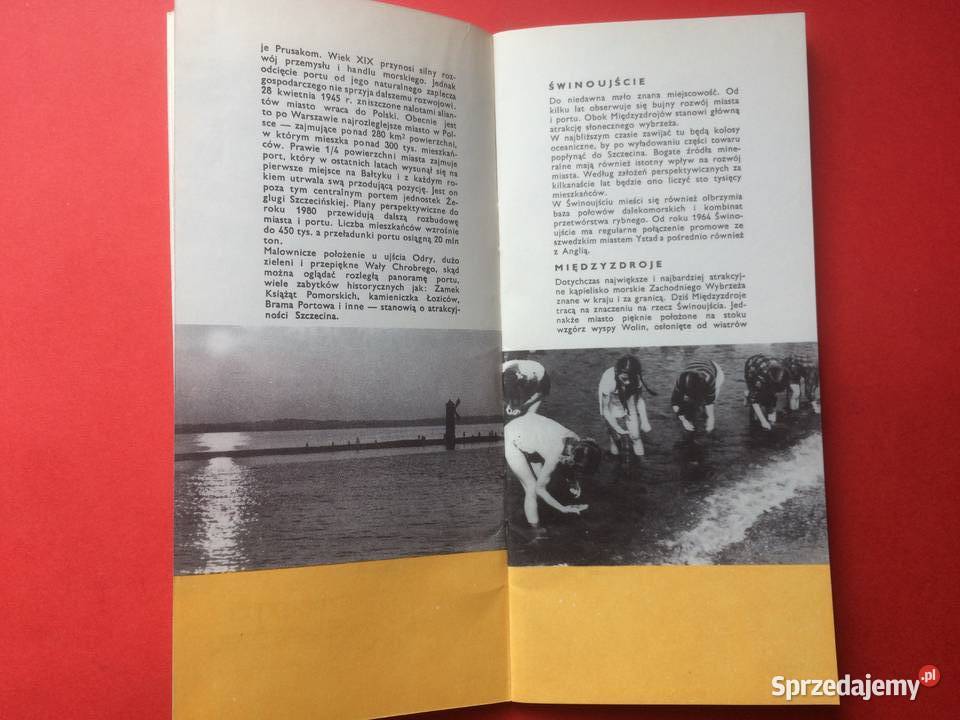 je Prusakom. Wiek XIX przynosi silny roz-
wój przemysłu i handlu morskiego. Jednak
odcięcie portu od jego naturalnego zaplecza
gospodarczego nie sprzyja dalszemu rozwojowi.
28 kwietnia 1945 r. zniszczone nalotami alian-
tów miasto wraca do Polski. Obecnie jest
to po Warszawie najrozleglejsze miasto w Pol-
sce — zajmujące ponad 280 km² powierzchni,
w którym mieszka ponad 300 tys. mieszkań-
ców. Prawie 1/4 powierzchni miasta zajmuje
port, który w ostatnich latach wysunął się na
pierwsze miejsce na Bałtyku i z każdym ro-
kiem utrwala swą przodującą pozycję. Jest on
poza tym centralnym portem jednostek Że-
glugi Szczecińskiej. Plany perspektywiczne do
roku 1980 przewidują dalszą rozbudowę
miasta i portu. Liczba mieszkańców wzrośnie
do 450 tys. a przeładunki portu osiągną 20 mln
ton.
Malownicze położenie u ujścia Odry, dużo
zieleni i przepiękne Wały Chrobrego, skąd
można oglądać rozległą panoramę portu,
wiele zabytków historycznych jak: Zamek
Książąt Pomorskich, kamieniczka Łoziców,
Brama Portowa i inne — stanowią o atrakcyj-
ności Szczecina.
ŚWINOUJŚCIE
Do niedawna mało znana miejscowość. Od
kilku lat obserwuje się bujny rozwój miasta
i portu. Obok Międzyzdrojów stanowi główną
atrakcję słonecznego wybrzeża.
W najbliższym czasie zawijać tu będą kolosy
oceaniczne, by po wyładowaniu części towaru
popłynąć do Szczecina. Bogate źródła mine-
ralne mają również istotny wpływ na rozwój
miasta. Według założeń perspektywicznych za
kilkanaście lat będzie ono liczyć sto tysięcy
mieszkańców.
W Świnoujściu mieści się również olbrzymia
baza połowów dalekomorskich i kombinat
przetwórstwa rybnego. Od roku 1964 Świno-
ujście ma regularne połączenie promowe ze
szwedzkim miastem Ystad a pośrednio również
z Anglią.
MIĘDZYZDROJE
Dotychczas największe i najbardziej atrakcyj-
ne kąpielisko morskie Zachodniego Wybrzeża
znane w kraju i za granicą. Dziś Międzyzdroje
tracą na znaczeniu na rzecz Świnoujścia. Jed-
nakże miasto pięknie położone na stoku
wzgórz wyspy Wolin, osłonięte od wiatrów
Sprzedajemy.pl